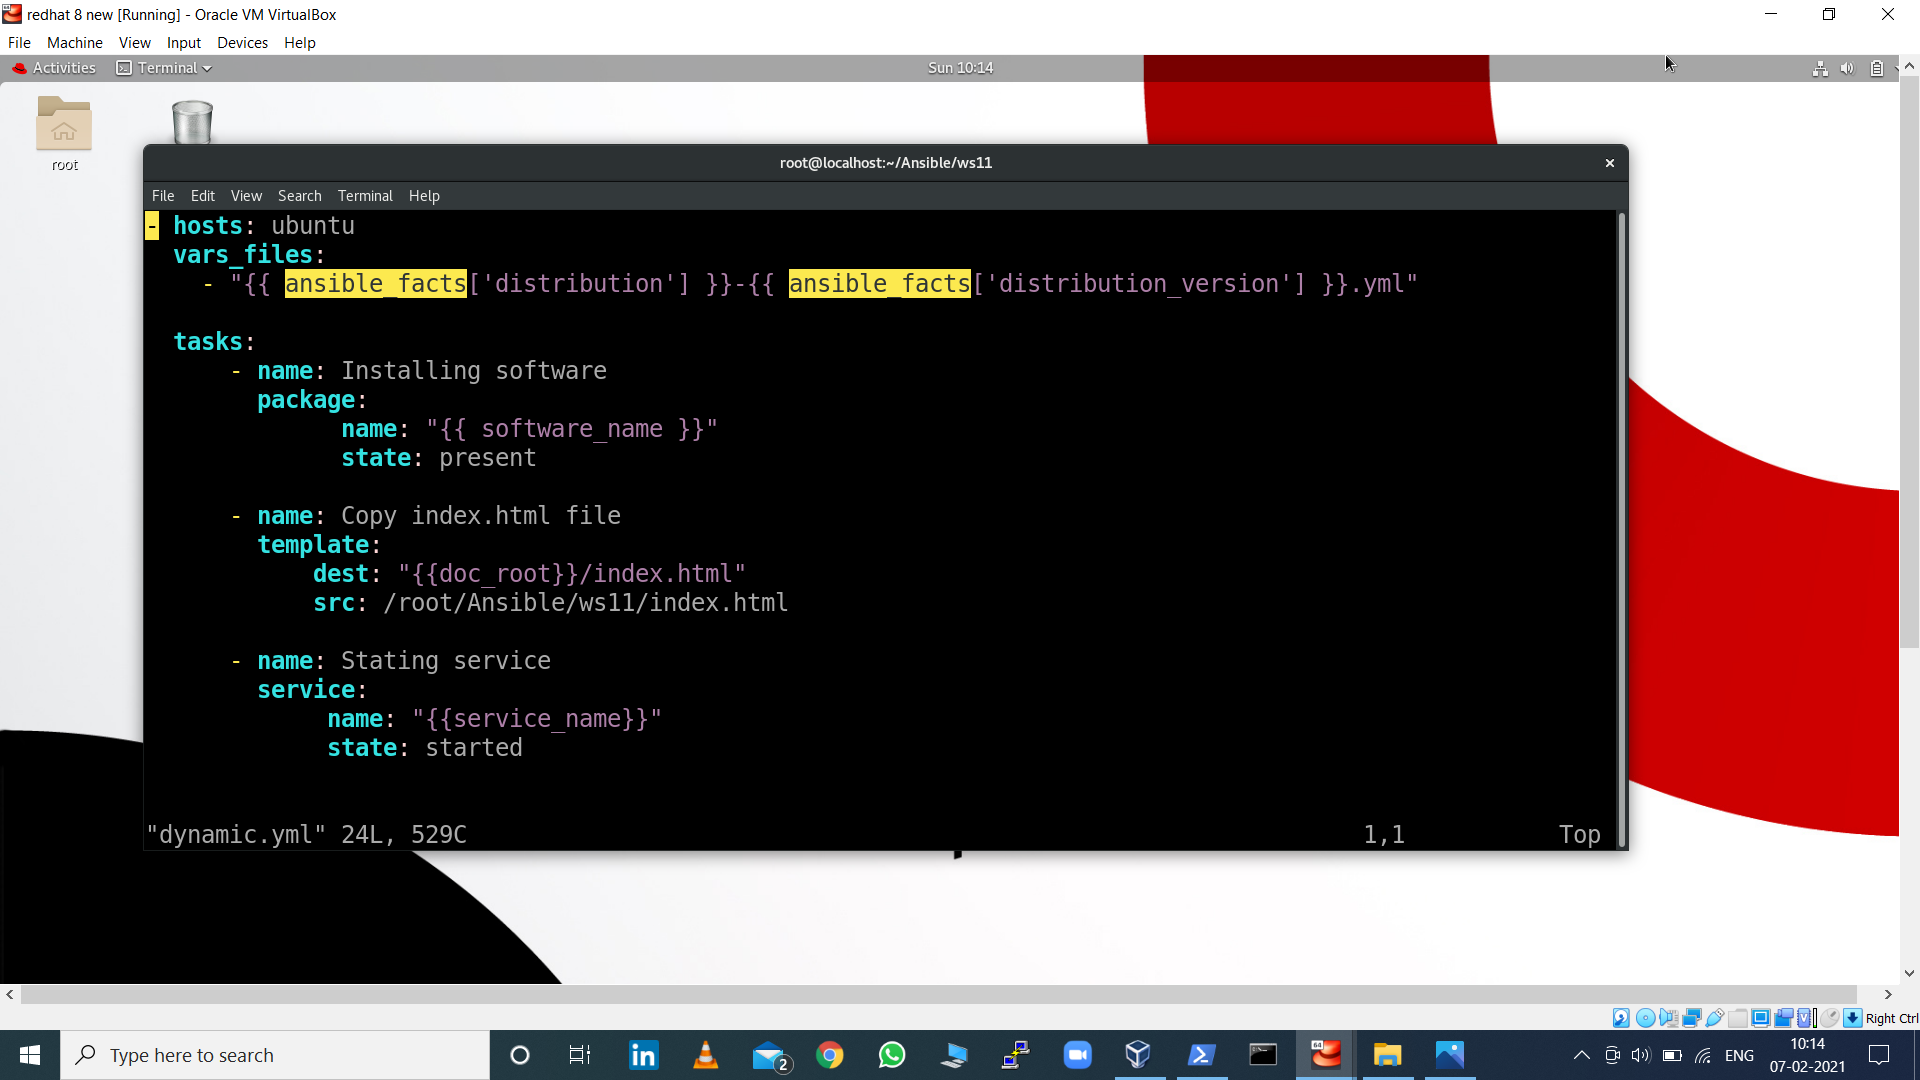 redhat 8 new [Running] - Oracle VM VirtualBox
File Machine View Input Devices Help
Activities Terminal Sun 10:14
root
root@localhost:~/Ansible/ws11
File Edit View Search Terminal Help
- hosts: ubuntu
vars_files:
- "{{ ansible_facts['distribution'] }}-{{ ansible_facts['distribution_version'] }}.yml"
tasks:
- name: Installing software
package:
name: "{{ software_name }}"
state: present
- name: Copy index.html file
template:
dest: "{{doc_root}}/index.html"
src: /root/Ansible/ws11/index.html
- name: Stating service
service:
name: "{{service_name}}"
state: started
"dynamic.yml" 24L, 529C 1,1 Top
Right Ctrl
Type here to search
in
2
64
ENG
10:14
07-02-2021